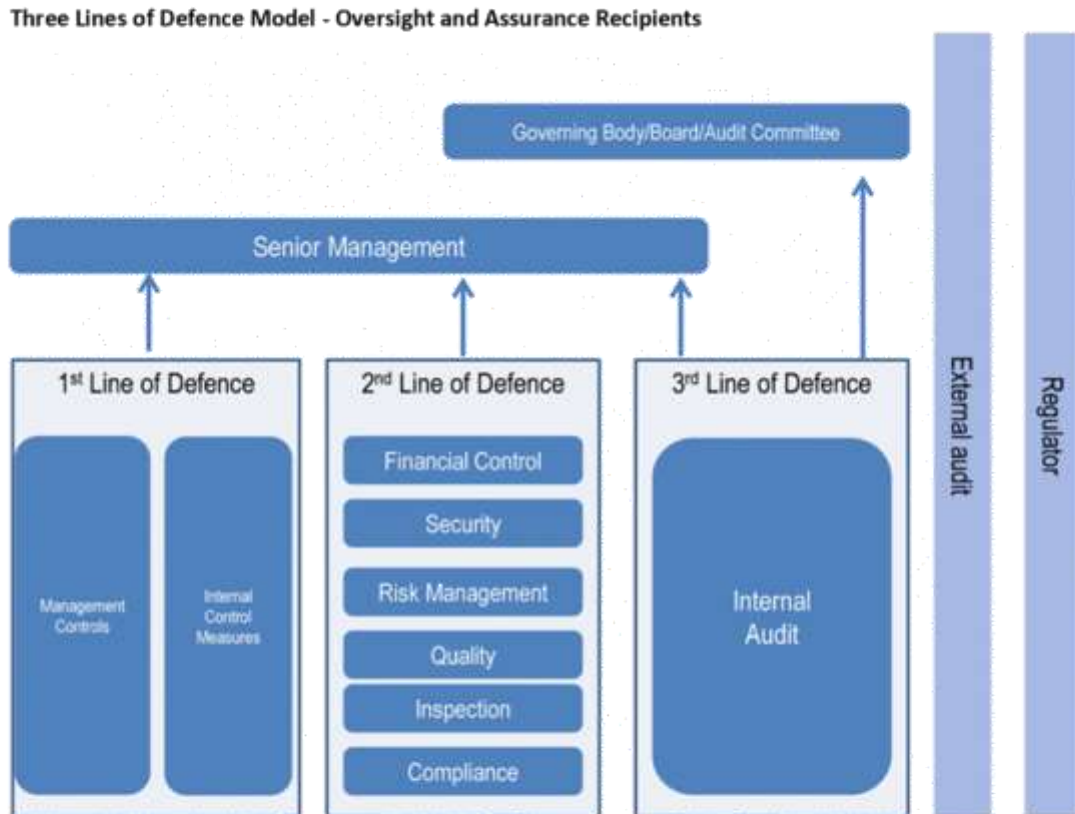 Three Lines of Defence Model - Oversight and Assurance Recipients
Governing Body/Board/Audit Committee
Senior Management
1st Line of Defence
Management
Controls
Internal
Control
Measures
2nd Line of Defence
Financial Control
Security
Risk Management
Quality
Inspection
Compliance
3rd Line of Defence
Internal
Audit
External audit
Regulator